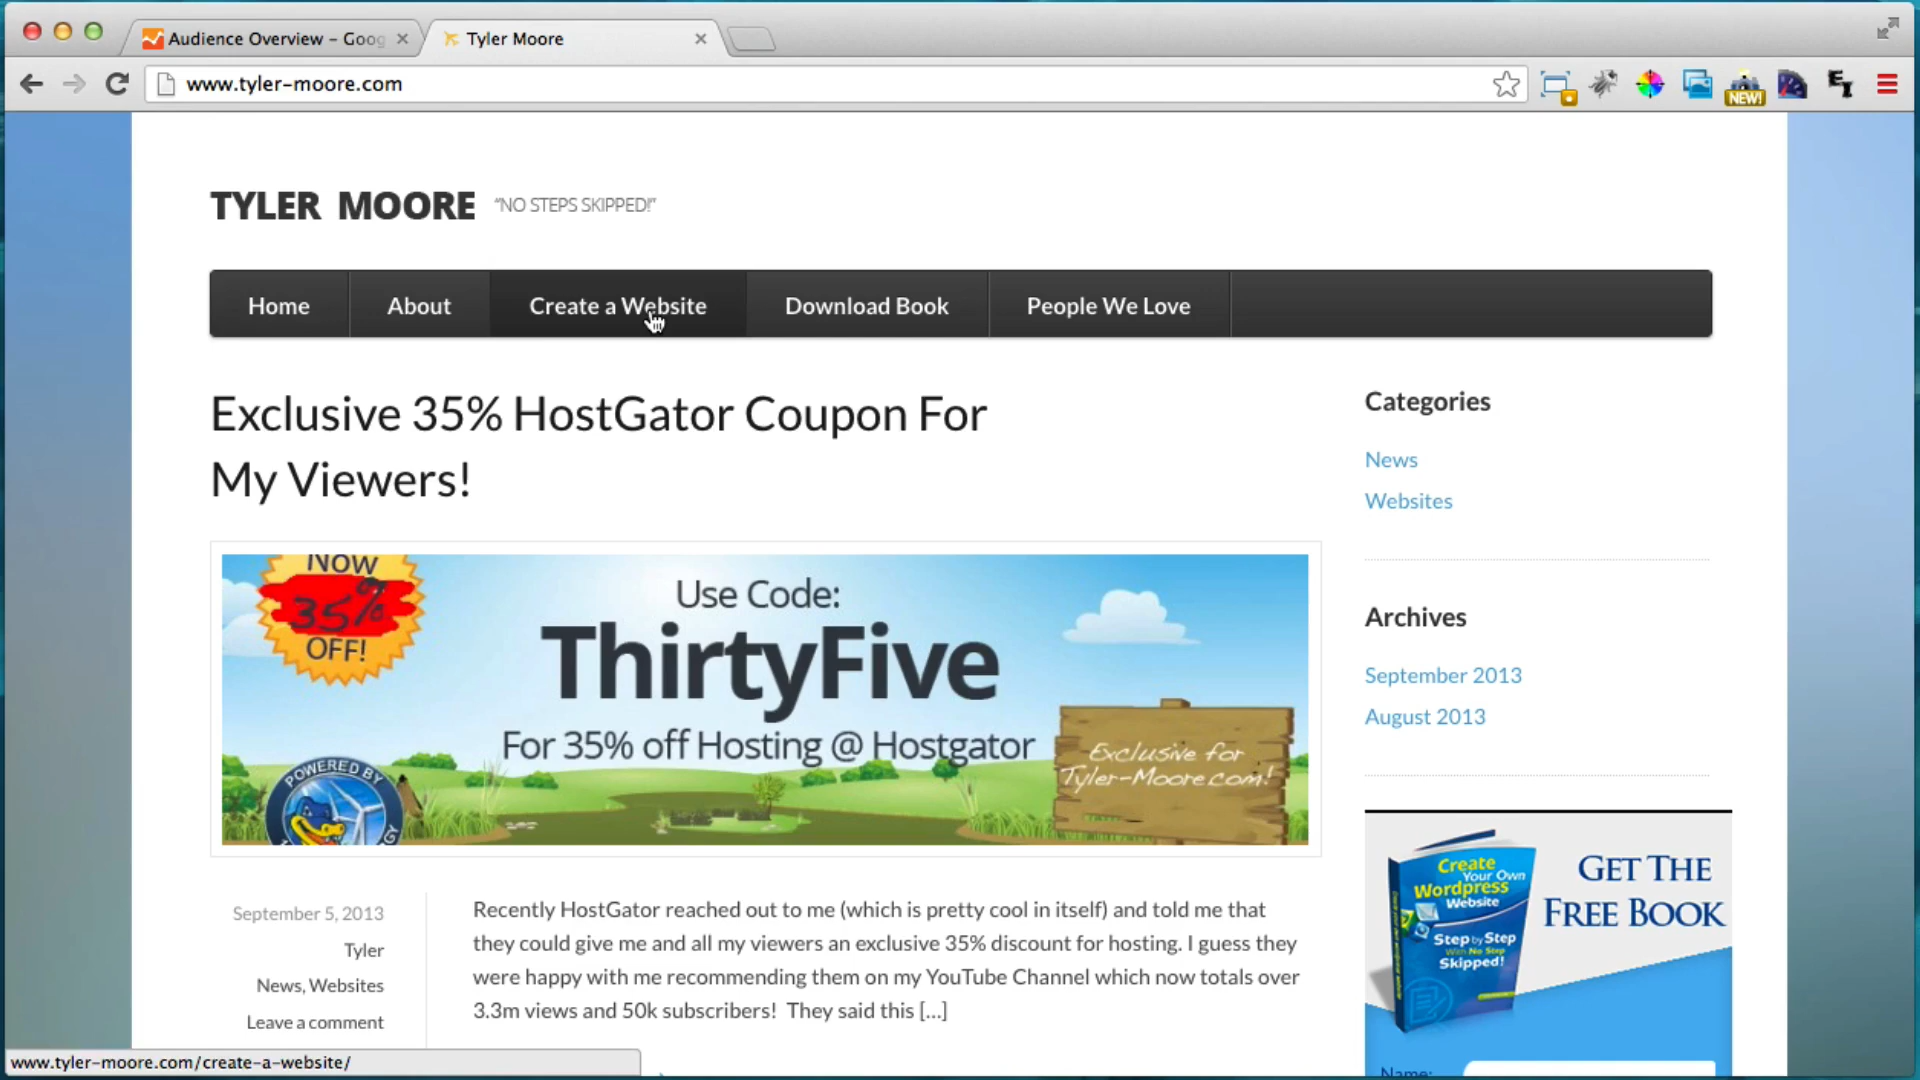 Audience Overview – Goog
Tyler Moore
www.tyler-moore.com
NEW!
TYLER MOORE
"NO STEPS SKIPPED!"
Home
About
Create a Website
Download Book
People We Love
Exclusive 35% HostGator Coupon For
My Viewers!
NOW
35%
OFF!
Use Code:
ThirtyFive
For 35% off Hosting @ Hostgator
Exclusive for
Tyler-Moore.com!
POWERED BY
September 5, 2013
Tyler
News, Websites
Leave a comment
Recently HostGator reached out to me (which is pretty cool in itself) and told me that
they could give me and all my viewers an exclusive 35% discount for hosting. I guess they
were happy with me recommending them on my YouTube Channel which now totals over
3.3m views and 50k subscribers! They said this [...]
Categories
News
Websites
Archives
September 2013
August 2013
Create
Your Own
Wordpress
Website
Step by Step
With No Step
Skipped!
GET THE
FREE BOOK
Name:
www.tyler-moore.com/create-a-website/